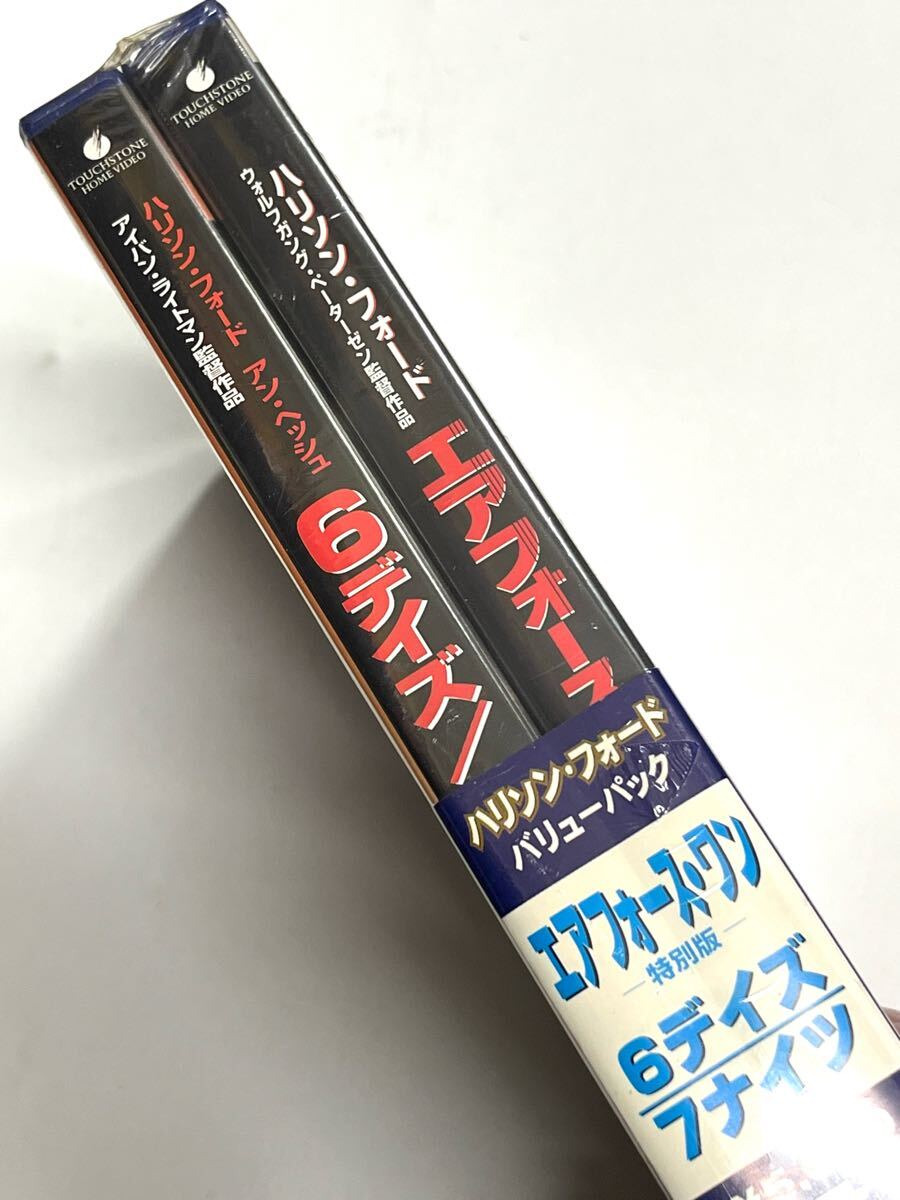 TOUCHSTONE
HOME VIDEO
ハリソン・フォード アン・ヘッシュ
アイバン・ライトマン監督作品
6デイズ/
TOUCHSTONE
HOME VIDEO
ハリソン・フォード
ウォルフガング・ペーターゼン監督作品
エアフォース
ハリソン・フォード
バリューパック
エアフォース・ワン
特別版
6デイズ
7ナイツ